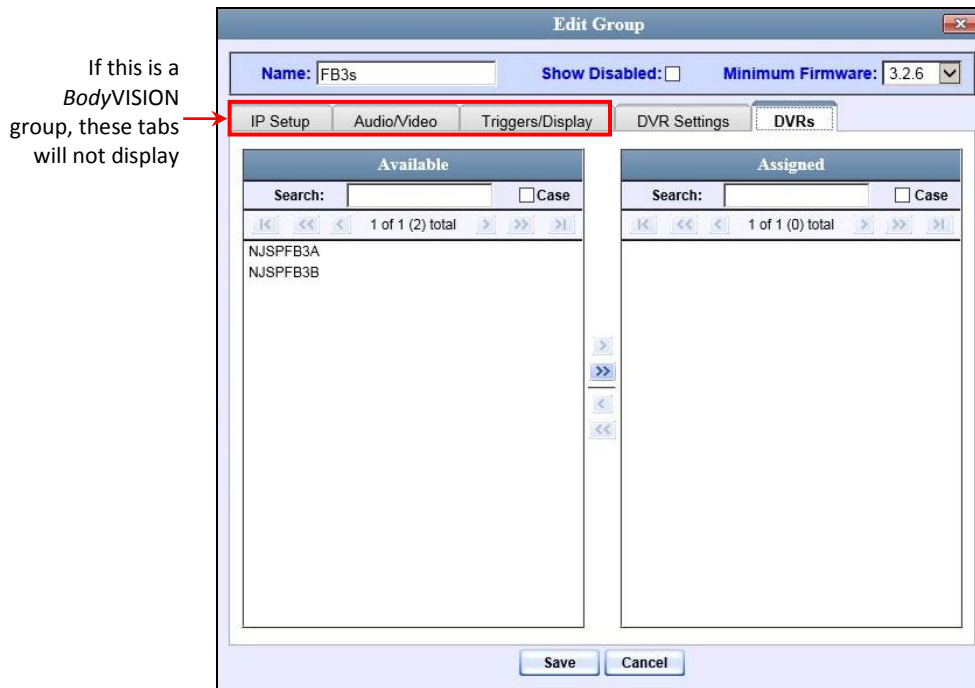 Edit Group
If this is a
BodyVISION
group, these tabs
will not display
Name: FB3s Show Disabled: Minimum Firmware: 3.2.6
IP Setup Audio/Video Triggers/Display DVR Settings DVRs
Available
Search: Case
1 of 1 (2) total
NJSPFB3A
NJSPFB3B
Assigned
Search: Case
1 of 1 (0) total
Save Cancel